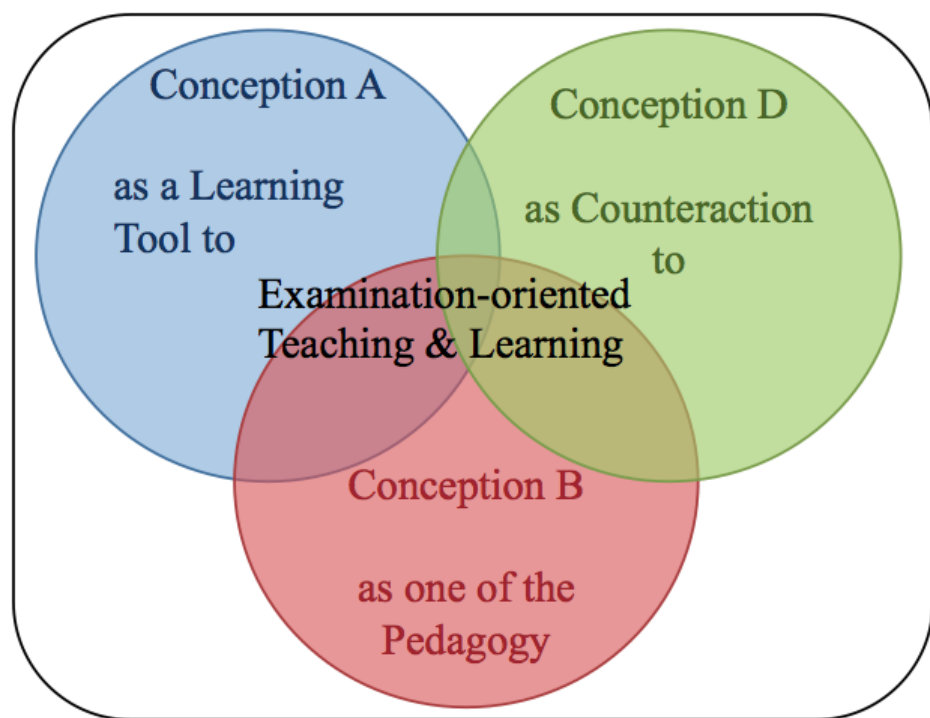 Conception A
as a Learning
Tool to
Conception D
as Counteraction
to
Examination-oriented
Teaching & Learning
Conception B
as one of the
Pedagogy